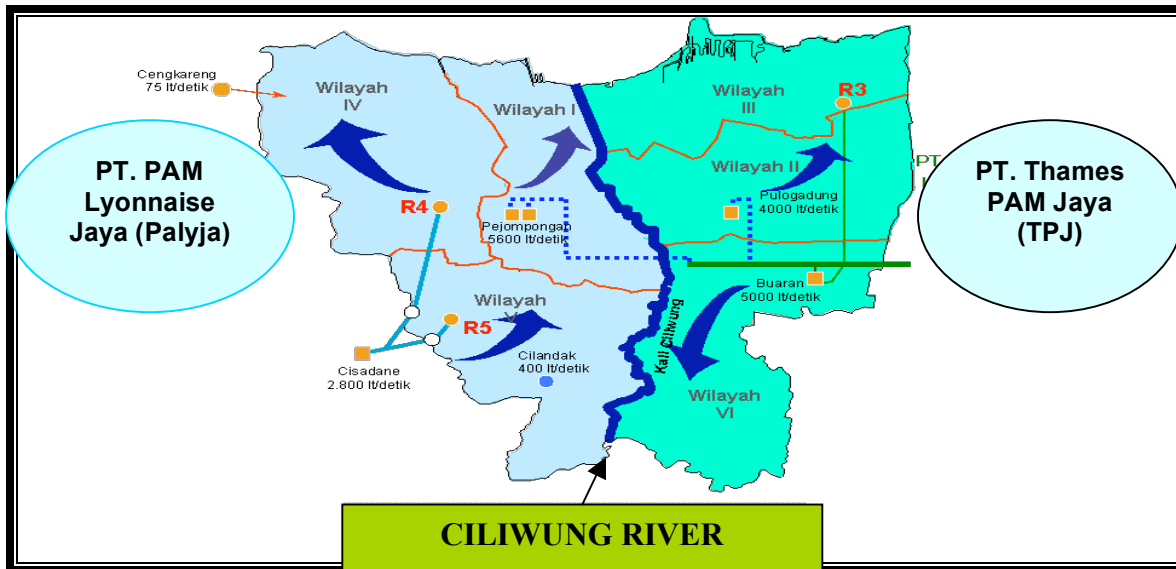 Cengkareng
75 lt/detik
Wilayah
IV
Wilayah I
Wilayah
III
R3
PT. PAM
Lyonnaise
Jaya (Palyja)
R4
Pejompongan
5600 lt/detik
Wilayah II
Pulogadung
4000 lt/detik
PT
PT. Thames
PAM Jaya
(TPJ)
Buaran
5000 lt/detik
Wilayah
V
R5
Cisadane
2.800 lt/detik
Cilandak
400 lt/detik
Kali Ciliwung
Wilayah
VI
CILIWUNG RIVER